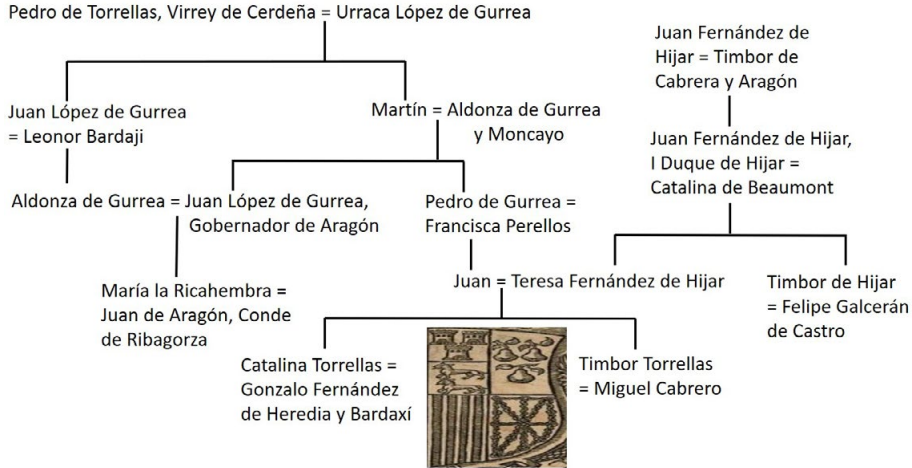 Pedro de Torrellas, Virrey de Cerdeña = Urraca López de Gurrea
Juan Fernández de
Hijar = Timbor de
Cabrera y Aragón
Juan López de Gurrea
= Leonor Bardaji
Martín = Aldonza de Gurrea
y Moncayo
Juan Fernández de Hijar,
I Duque de Hijar =
Catalina de Beaumont
Aldonza de Gurrea = Juan López de Gurrea,
Gobernador de Aragón
Pedro de Gurrea =
Francisca Perellos
María la Ricahembra =
Juan de Aragón, Conde
de Ribagorza
Juan = Teresa Fernández de Hijar
Timbor de Hijar
= Felipe Galcerán
de Castro
Catalina Torrellas =
Gonzalo Fernández
de Heredia y Bardaxí
Timbor Torrellas
= Miguel Cabrero